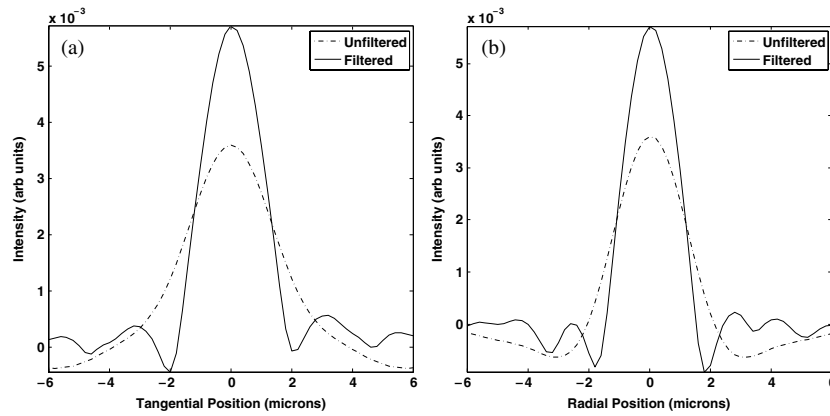 x 10⁻³
(a)
Unfiltered
Filtered
5
4
3
2
1
0
Intensity (arb units)
−6 −4 −2 0 2 4 6
Tangential Position (microns)
x 10⁻³
(b)
Unfiltered
Filtered
5
4
3
2
1
0
Intensity (arb units)
−6 −4 −2 0 2 4 6
Radial Position (microns)